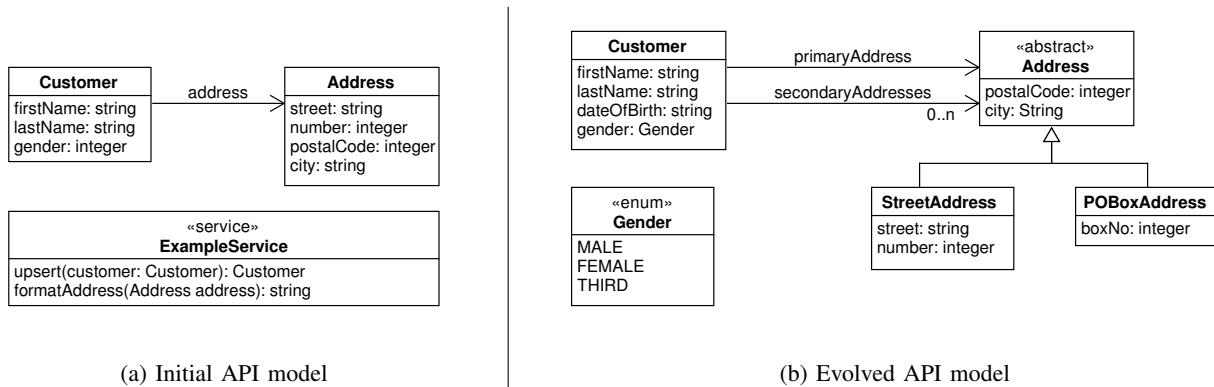 Customer
firstName: string
lastName: string
gender: integer
address
Address
street: string
number: integer
postalCode: integer
city: string
«service»
ExampleService
upsert(customer: Customer): Customer
formatAddress(Address address): string
(a) Initial API model
Customer
firstName: string
lastName: string
dateOfBirth: string
gender: Gender
primaryAddress
secondaryAddresses
0..n
«abstract»
Address
postalCode: integer
city: String
«enum»
Gender
MALE
FEMALE
THIRD
StreetAddress
street: string
number: integer
POBoxAddress
boxNo: integer
(b) Evolved API model